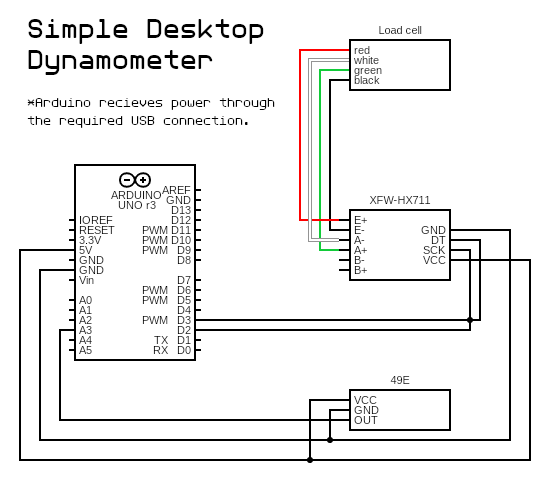 Simple Desktop
Dynamometer
*Arduino recieves power through
the required USB connection.
Load cell
red
white
green
black
ARDUINO
UNO r3
AREF
GND
D13
IOREF D12
RESET PWM D11
3.3V PWM D10
5V PWM D9
GND D8
GND
Vin D7
PWM D6
A0 PWM D5
A1 D4
A2 PWM D3
A3 D2
A4 TX D1
A5 RX D0
XFW-HX711
E+
E- GND
A- DT
A+ SCK
B- VCC
B+
49E
VCC
GND
OUT